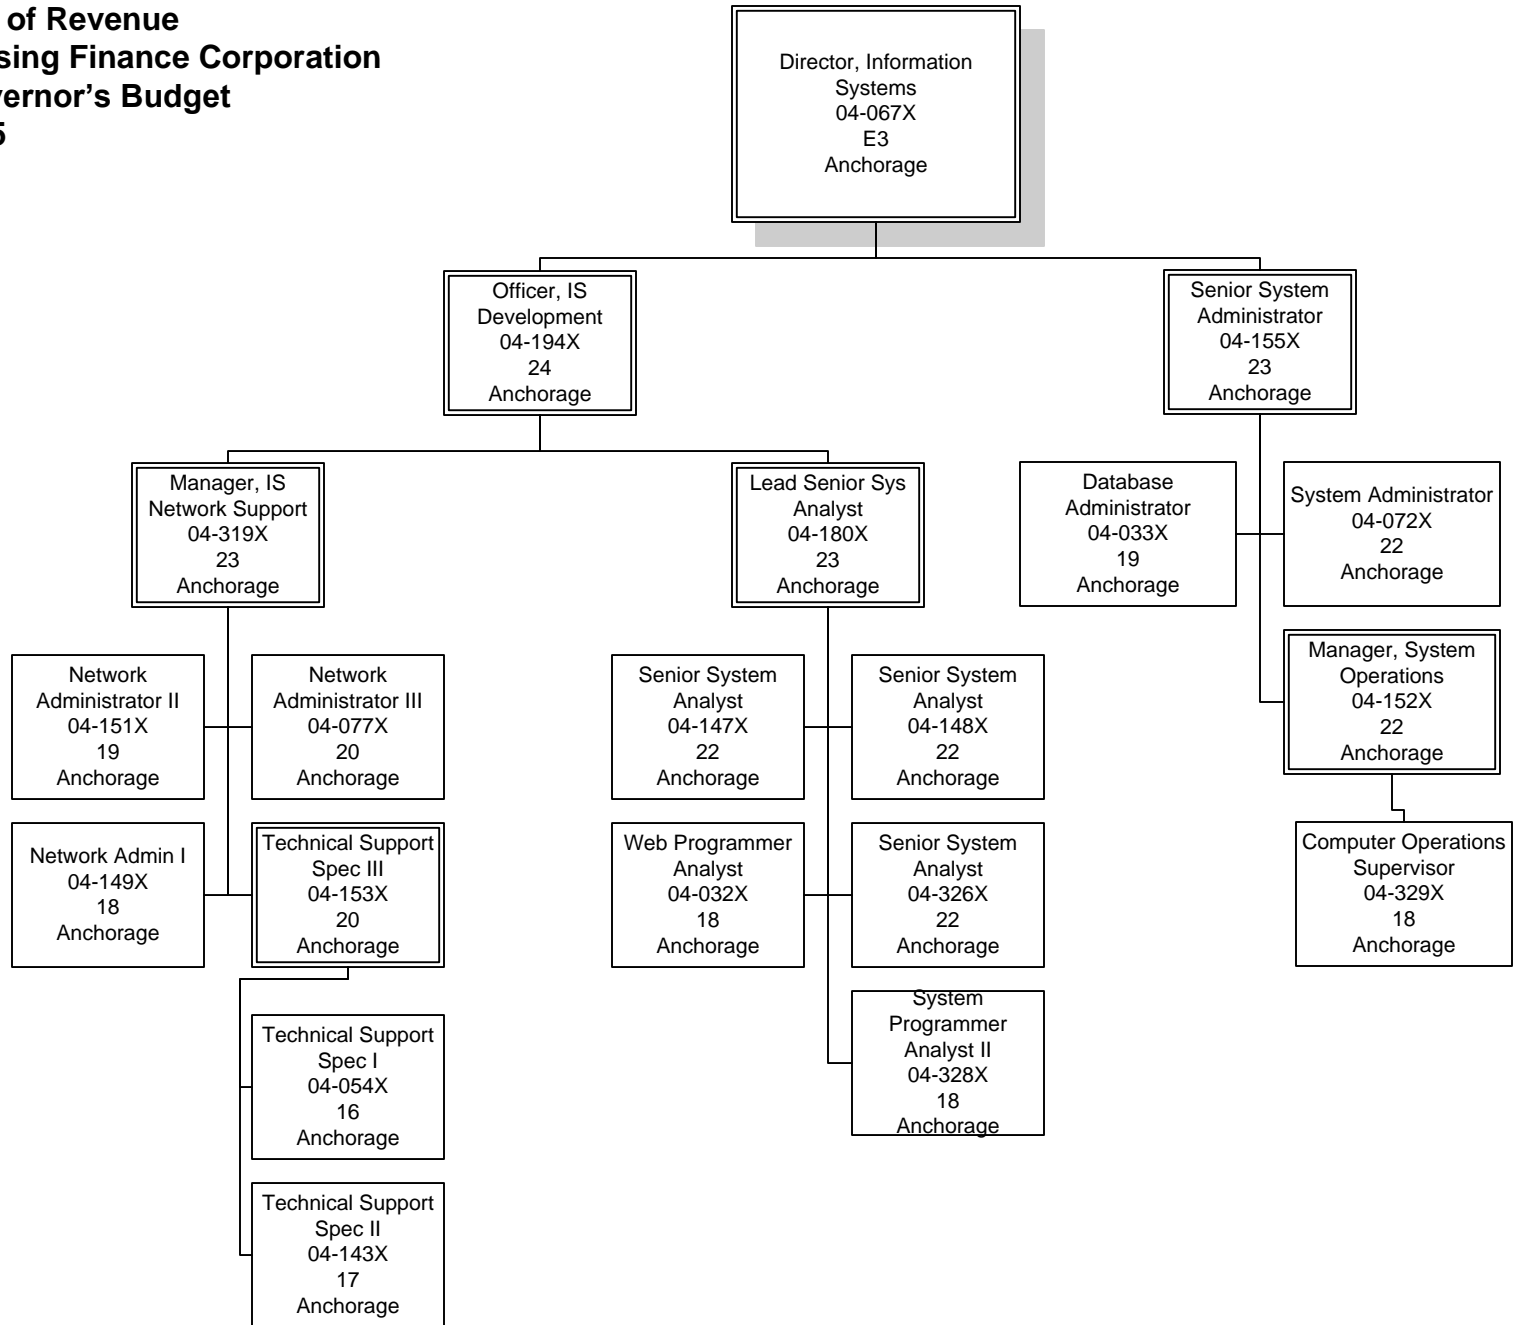 of Revenue
Finance Corporation
Budget
Director, Information
Systems
04-067X
E3
Anchorage
Officer, IS
Development
04-194X
24
Anchorage
Senior System
Administrator
04-155X
23
Anchorage
Manager, IS
Network Support
04-319X
23
Anchorage
Lead Senior Sys
Analyst
04-180X
23
Anchorage
Database
Administrator
04-033X
19
Anchorage
System Administrator
04-072X
22
Anchorage
Network
Administrator II
04-151X
19
Anchorage
Network
Administrator III
04-077X
20
Anchorage
Senior System
Analyst
04-147X
22
Anchorage
Senior System
Analyst
04-148X
22
Anchorage
Manager, System
Operations
04-152X
22
Anchorage
Network Admin I
04-149X
18
Anchorage
Technical Support
Spec III
04-153X
20
Anchorage
Web Programmer
Analyst
04-032X
18
Anchorage
Senior System
Analyst
04-326X
22
Anchorage
Computer Operations
Supervisor
04-329X
18
Anchorage
Technical Support
Spec I
04-054X
16
Anchorage
System
Programmer
Analyst II
04-328X
18
Anchorage
Technical Support
Spec II
04-143X
17
Anchorage